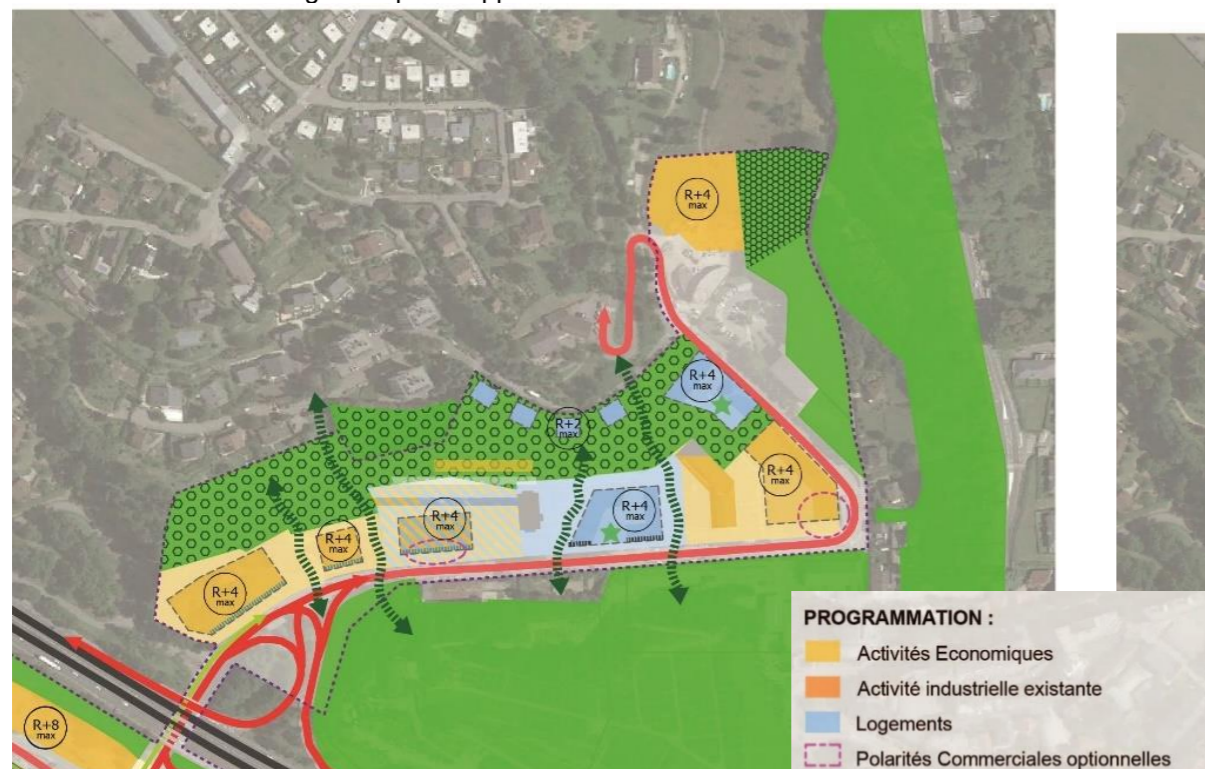 R+4
max
R+4
max
R+2
max
R+4
max
R+4
max
R+4
max
R+4
max
R+4
max
R+8
max
PROGRAMMATION :
Activités Economiques
Activité industrielle existante
Logements
Polarités Commerciales optionnelles